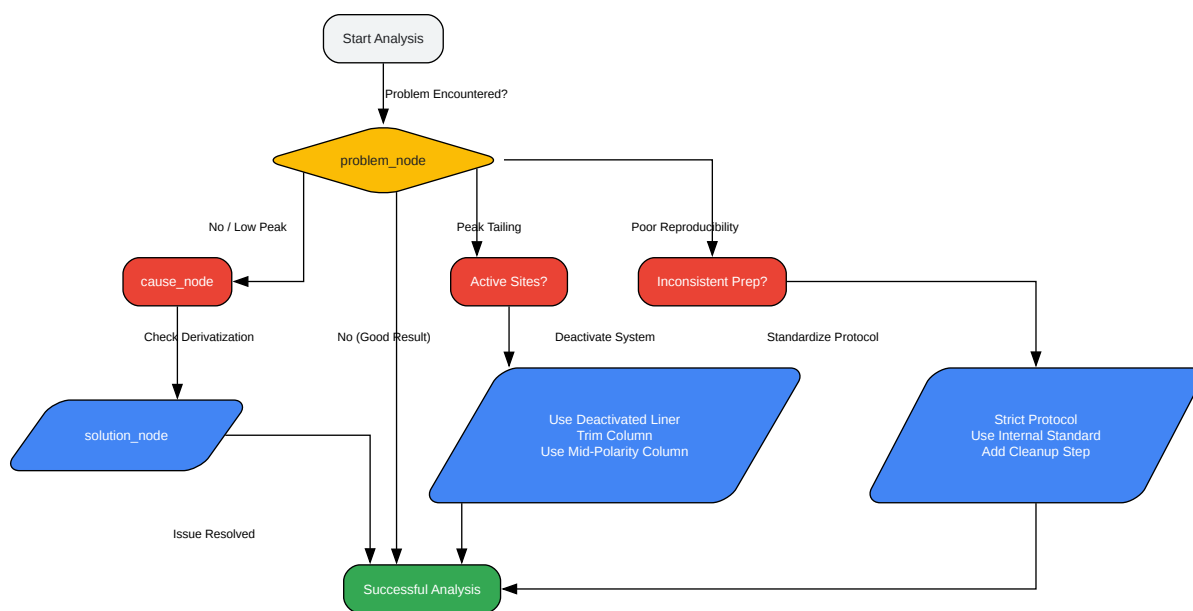 Start Analysis
Problem Encountered?
problem_node
No / Low Peak
Peak Tailing
Poor Reproducibility
cause_node
Active Sites?
Inconsistent Prep?
Check Derivatization
No (Good Result)
Deactivate System
Standardize Protocol
solution_node
Use Deactivated Liner
Trim Column
Use Mid-Polarity Column
Strict Protocol
Use Internal Standard
Add Cleanup Step
Issue Resolved
Successful Analysis